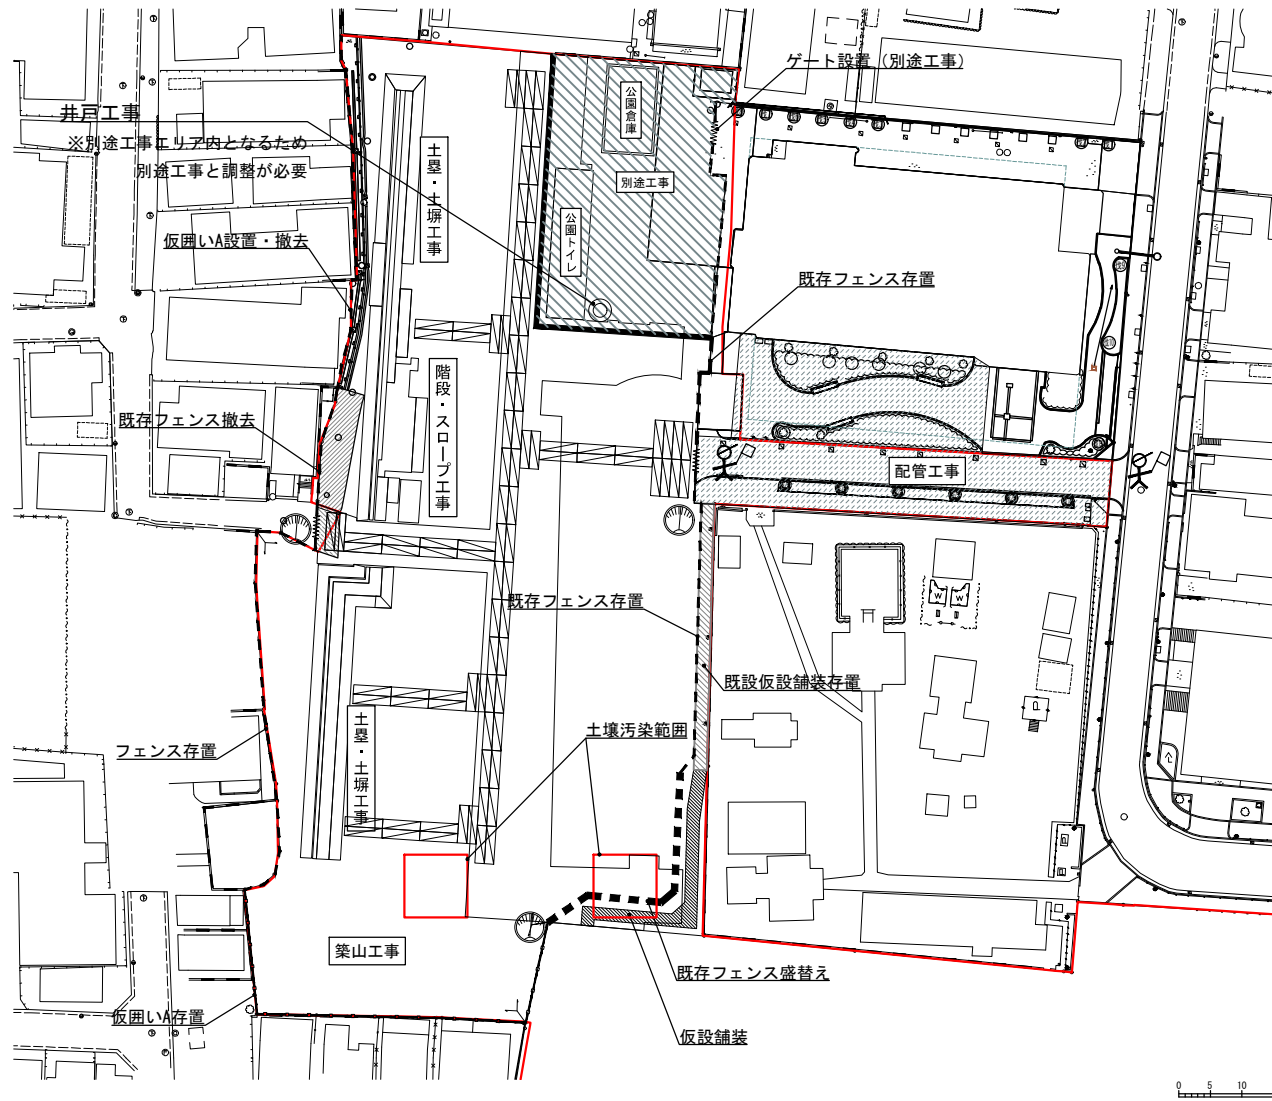 ゲート設置（別途工事）
井戸工事
※別途工事エリア内となるため
別途工事と調整が必要
公園倉庫
土塁・土塀工事
別途工事
公園トイレ
仮囲いA設置・撤去
既存フェンス存置
階段・スロープ工事
既存フェンス撤去
配管工事
既存フェンス存置
W
W
既設仮設舗装存置
P
土塁・土塀工事
土壌汚染範囲
フェンス存置
築山工事
既存フェンス盛替え
仮囲いA存置
仮設舗装
0 5 10